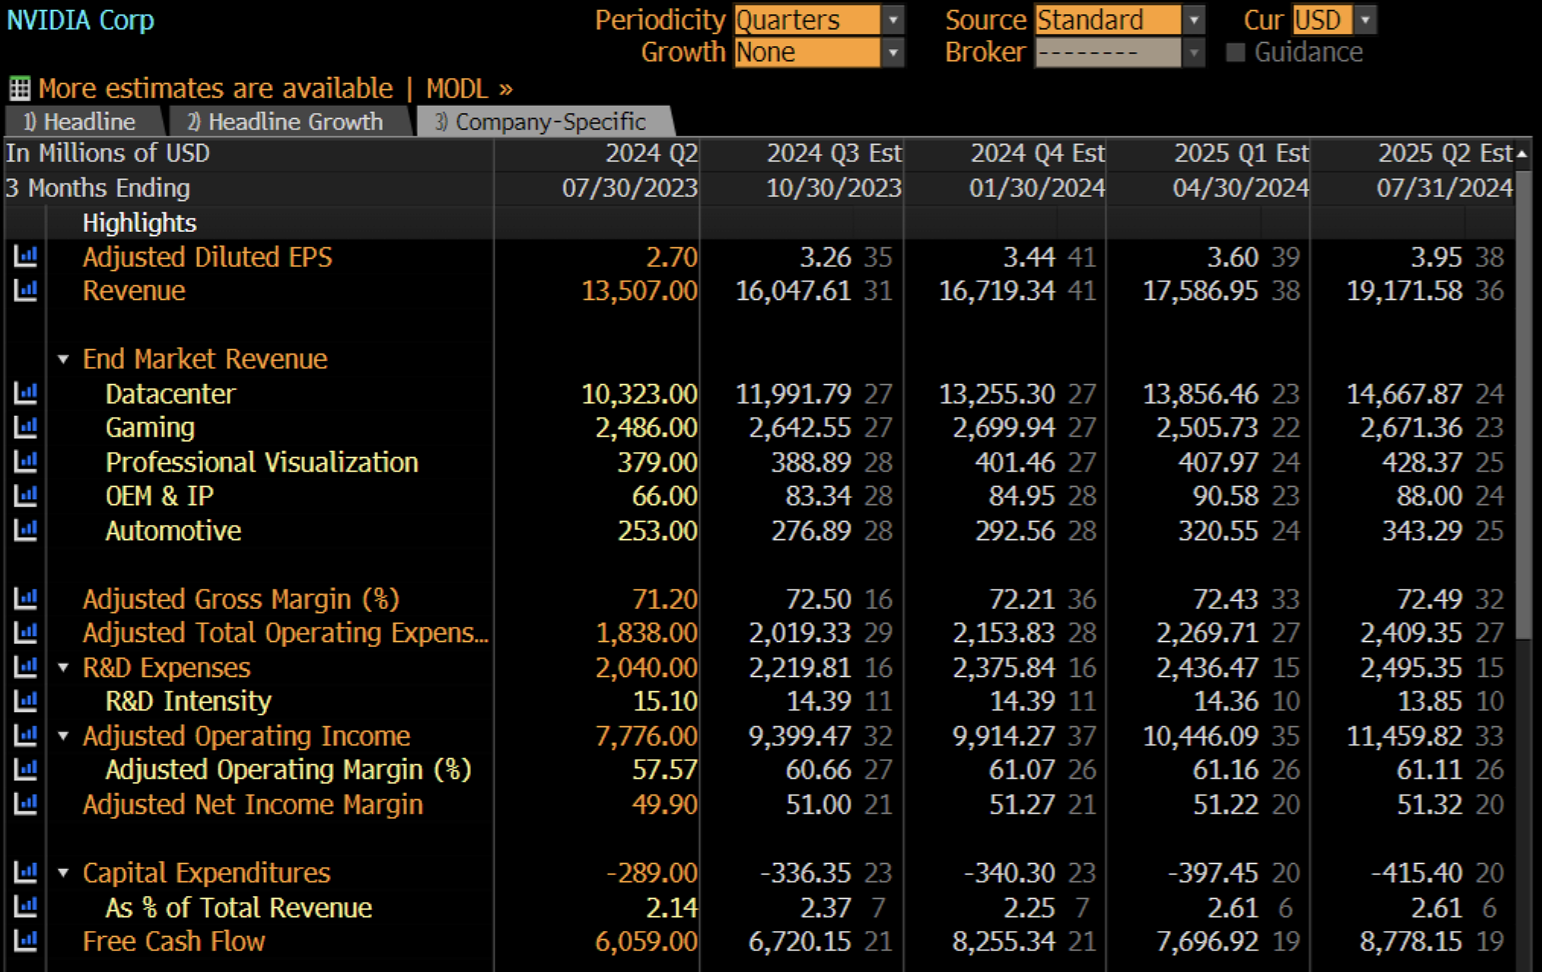 NVIDIA Corp Periodicity Quarters Source Standard Cur USD
Growth None Broker -------- Guidance
More estimates are available | MODL »
1) Headline 2) Headline Growth 3) Company-Specific
In Millions of USD 2024 Q2 2024 Q3 Est 2024 Q4 Est 2025 Q1 Est 2025 Q2 Est
3 Months Ending 07/30/2023 10/30/2023 01/30/2024 04/30/2024 07/31/2024
Highlights
Adjusted Diluted EPS 2.70 3.26 35 3.44 41 3.60 39 3.95 38
Revenue 13,507.00 16,047.61 31 16,719.34 41 17,586.95 38 19,171.58 36
End Market Revenue
Datacenter 10,323.00 11,991.79 27 13,255.30 27 13,856.46 23 14,667.87 24
Gaming 2,486.00 2,642.55 27 2,699.94 27 2,505.73 22 2,671.36 23
Professional Visualization 379.00 388.89 28 401.46 27 407.97 24 428.37 25
OEM & IP 66.00 83.34 28 84.95 28 90.58 23 88.00 24
Automotive 253.00 276.89 28 292.56 28 320.55 24 343.29 25
Adjusted Gross Margin (%) 71.20 72.50 16 72.21 36 72.43 33 72.49 32
Adjusted Total Operating Expens... 1,838.00 2,019.33 29 2,153.83 28 2,269.71 27 2,409.35 27
R&D Expenses 2,040.00 2,219.81 16 2,375.84 16 2,436.47 15 2,495.35 15
R&D Intensity 15.10 14.39 11 14.39 11 14.36 10 13.85 10
Adjusted Operating Income 7,776.00 9,399.47 32 9,914.27 37 10,446.09 35 11,459.82 33
Adjusted Operating Margin (%) 57.57 60.66 27 61.07 26 61.16 26 61.11 26
Adjusted Net Income Margin 49.90 51.00 21 51.27 21 51.22 20 51.32 20
Capital Expenditures -289.00 -336.35 23 -340.30 23 -397.45 20 -415.40 20
As % of Total Revenue 2.14 2.37 7 2.25 7 2.61 6 2.61 6
Free Cash Flow 6,059.00 6,720.15 21 8,255.34 21 7,696.92 19 8,778.15 19